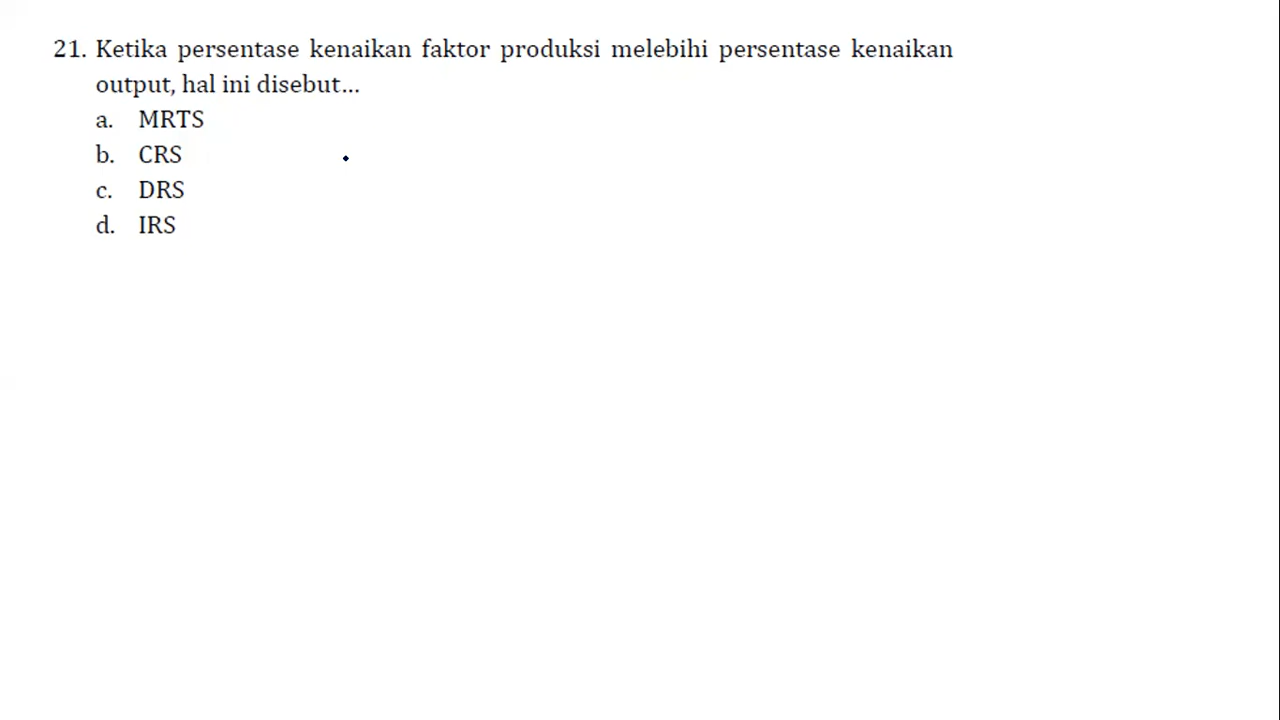 21. Ketika persentase kenaikan faktor produksi melebihi persentase kenaikan
output, hal ini disebut...
a. MRTS
b. CRS
c. DRS
d. IRS